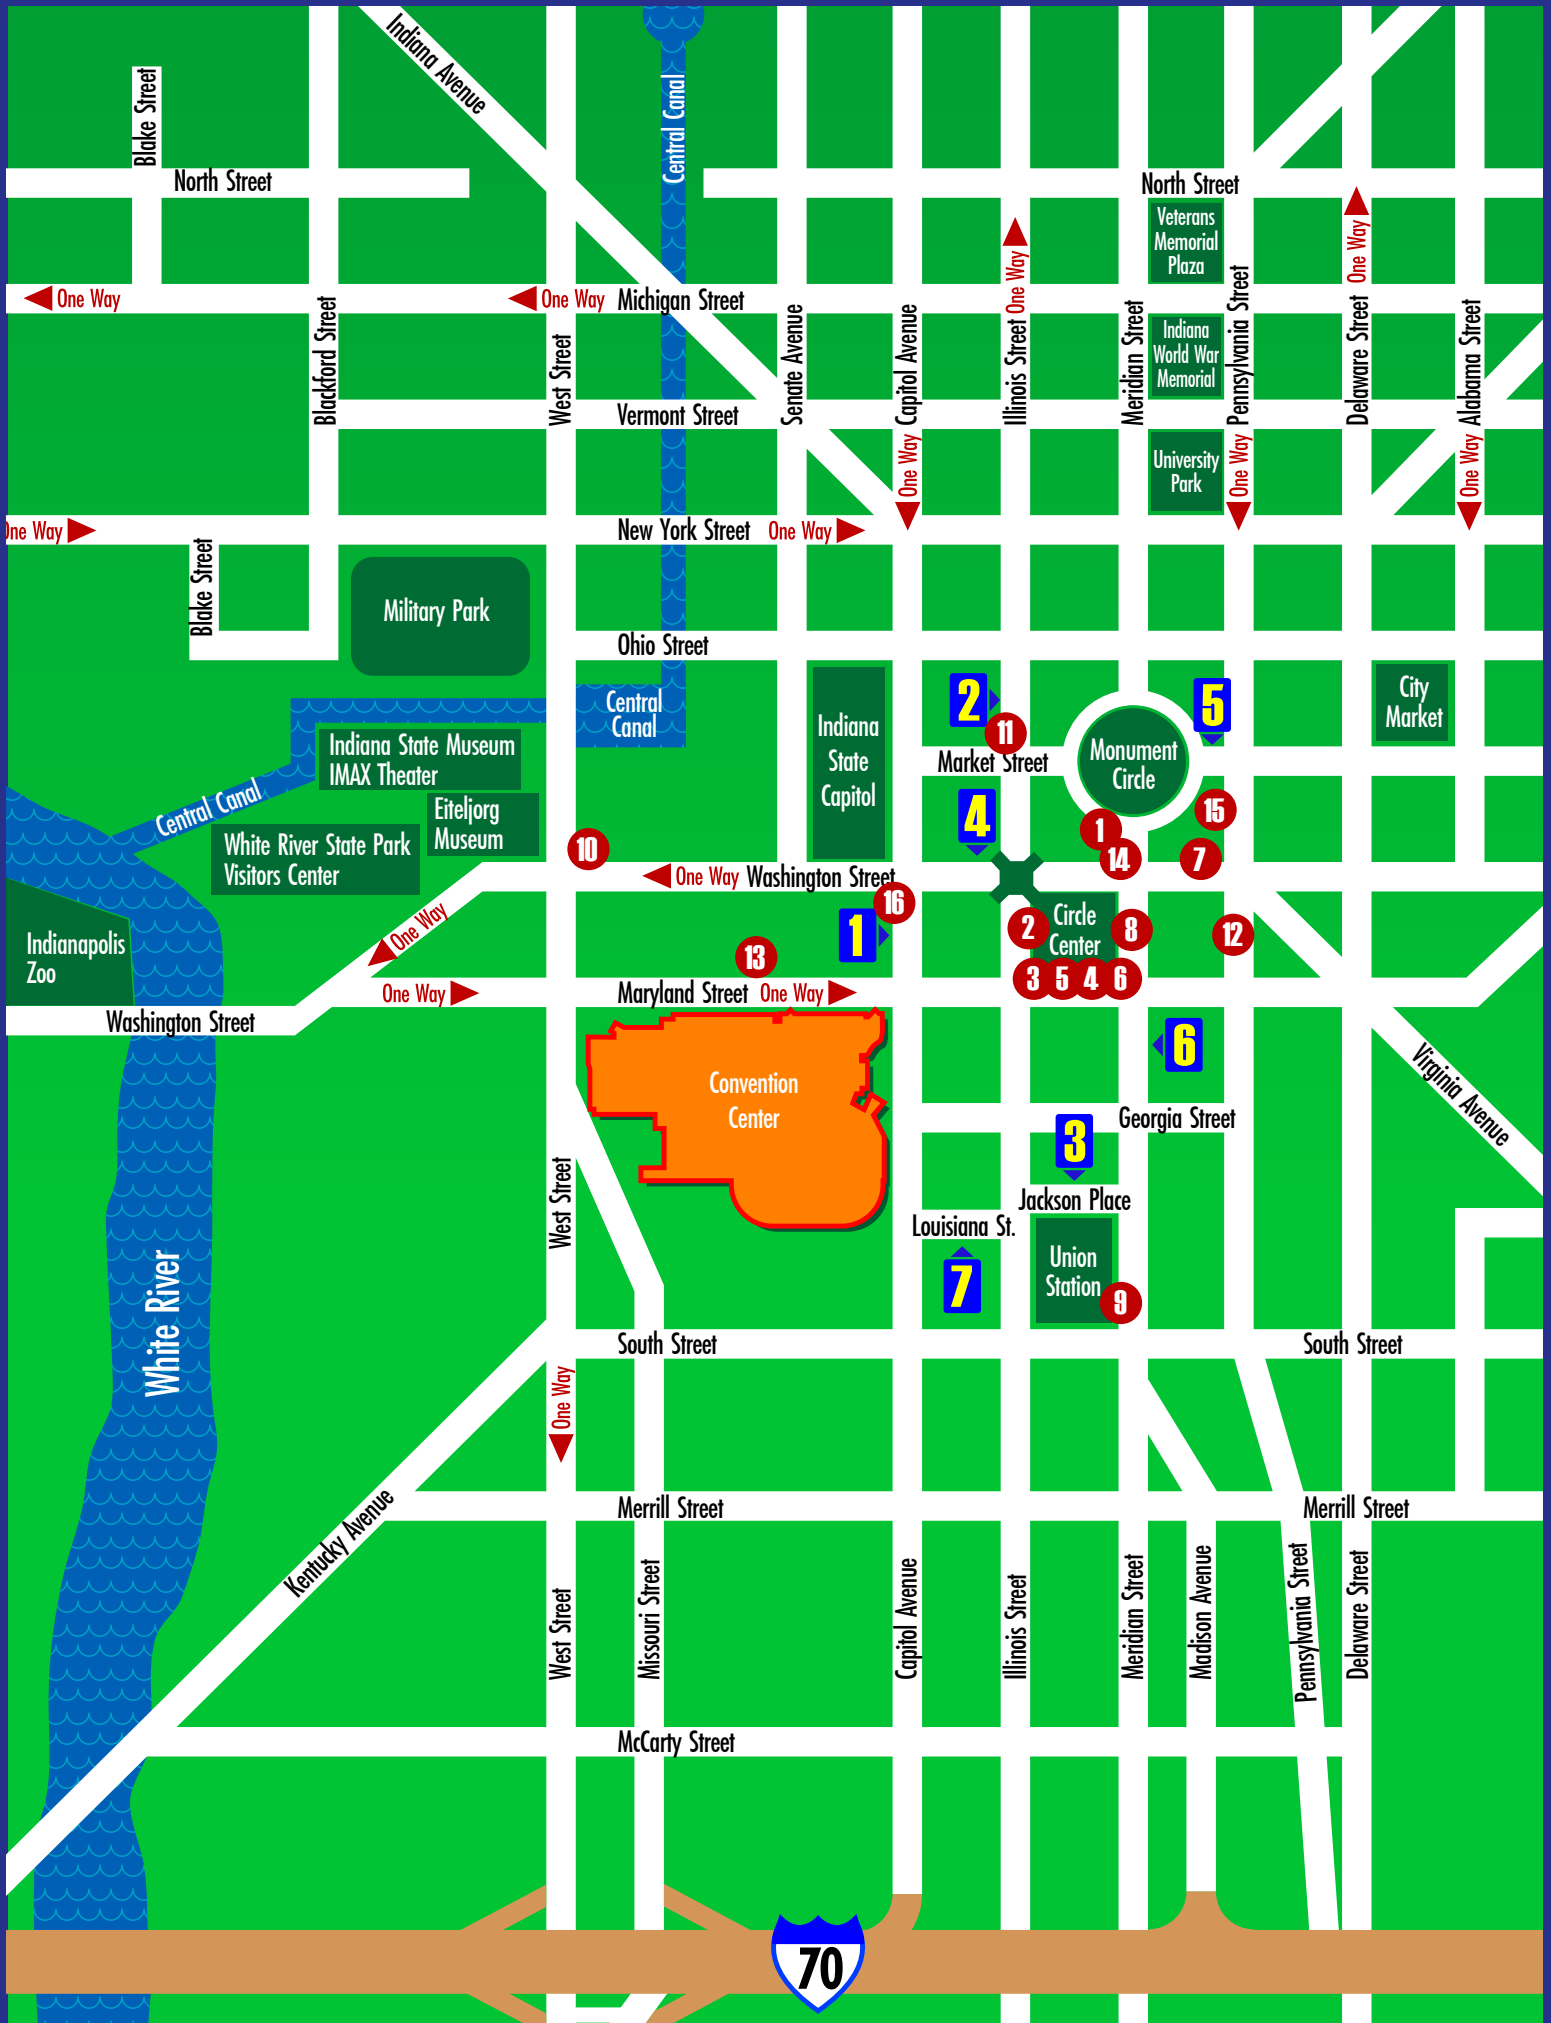 Indiana Avenue
Central Canal
Blake Street
North Street
North Street
Veterans
Memorial
Plaza
One Way
One Way
One Way
One Way
Michigan Street
Blackford Street
West Street
Senate Avenue
Capitol Avenue
Illinois Street
Meridian Street
Indiana
World War
Memorial
Pennsylvania Street
Delaware Street
Alabama Street
Vermont Street
One Way
University
Park
One Way
One Way
One Way
New York Street
One Way
Blake Street
Military Park
Ohio Street
Central
Canal
Indiana
State
Capitol
2
11
Market Street
Monument
Circle
5
City
Market
Indiana State Museum
IMAX Theater
Central Canal
Eiteljorg
Museum
White River State Park
Visitors Center
10
4
1
14
15
7
One Way
Washington Street
One Way
16
1
13
2
Circle
Center
8
12
3
5
4
6
Indianapolis
Zoo
One Way
Maryland Street
One Way
Washington Street
Convention
Center
6
Virginia Avenue
Georgia Street
3
Jackson Place
Louisiana St.
7
Union
Station
9
West Street
White River
South Street
South Street
One Way
Kentucky Avenue
Merrill Street
Merrill Street
West Street
Missouri Street
Capitol Avenue
Illinois Street
Meridian Street
Madison Avenue
Pennsylvania Street
Delaware Street
McCarty Street
70